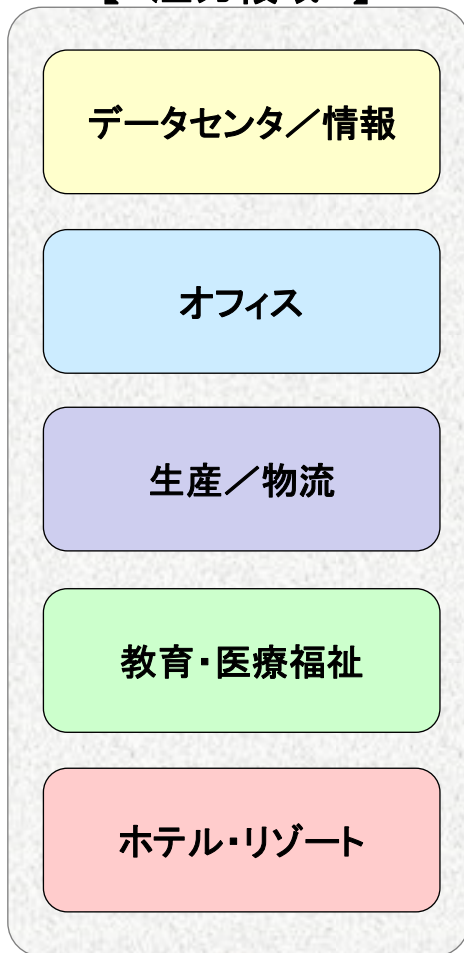 データセンタ／情報
オフィス
生産／物流
教育・医療福祉
ホテル・リゾート